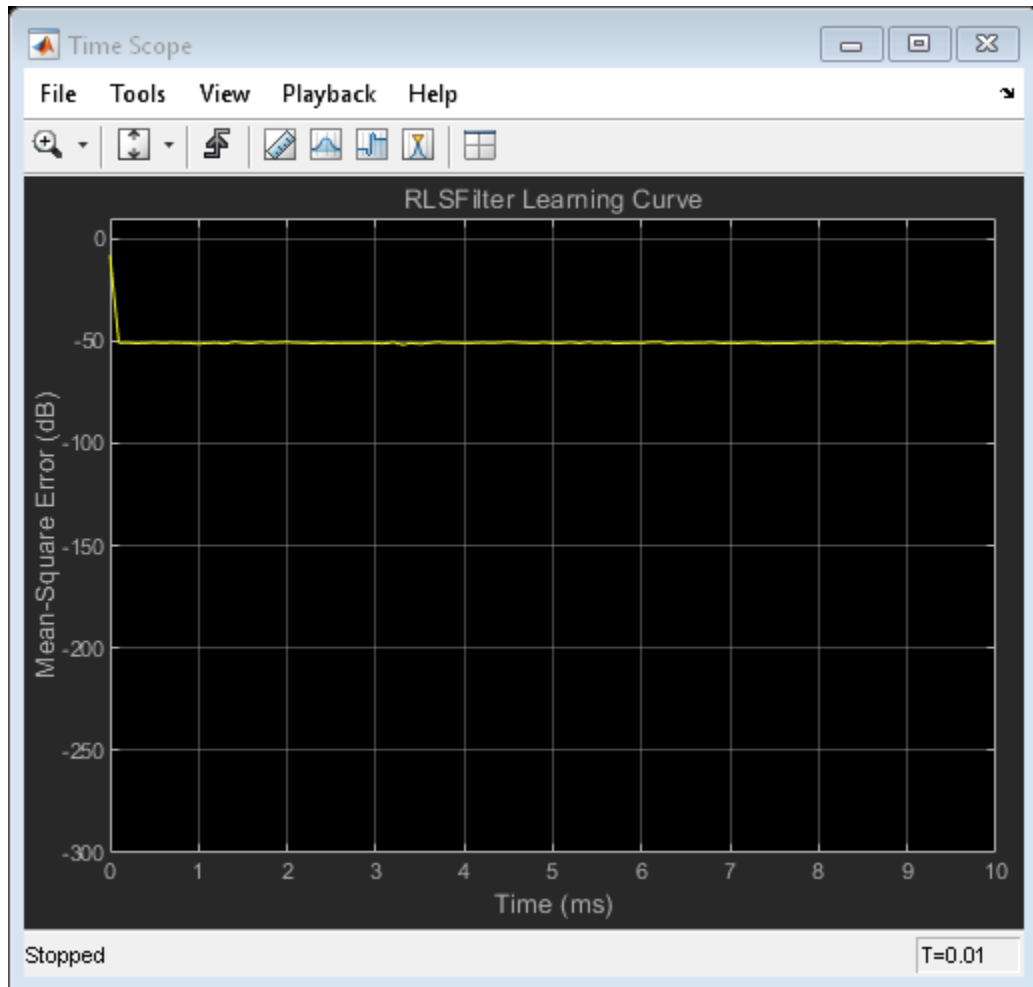 Time Scope
File Tools View Playback Help
RLSFilter Learning Curve
0
-50
-100
-150
-200
-250
-300
Mean-Square Error (dB)
0 1 2 3 4 5 6 7 8 9 10
Time (ms)
Stopped T=0.01